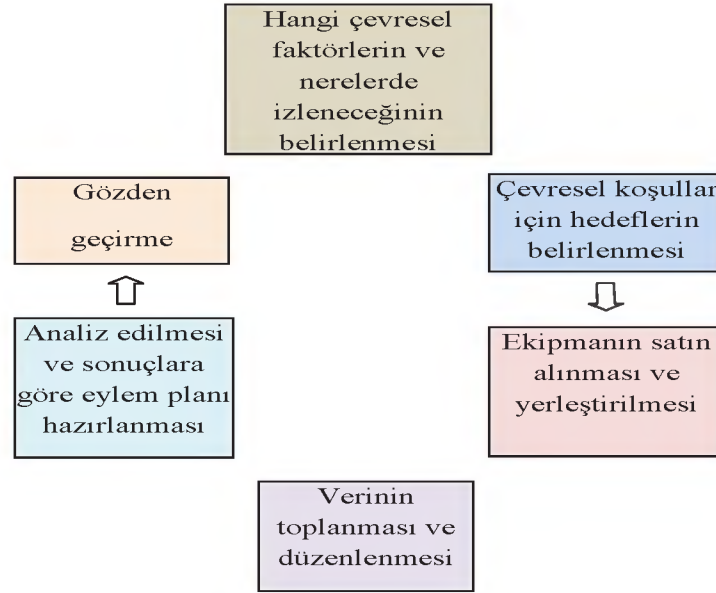 Hangi çevresel
faktörlerin ve
nerelerde
izleneceğinin
belirlenmesi
Gözden
geçirme
Çevresel koşullar
için hedeflerin
belirlenmesi
Analiz edilmesi
ve sonuçlara
göre eylem planı
hazırlanması
Ekipmanın satın
alınması ve
yerleştirilmesi
Verinin
toplanması ve
düzenlenmesi